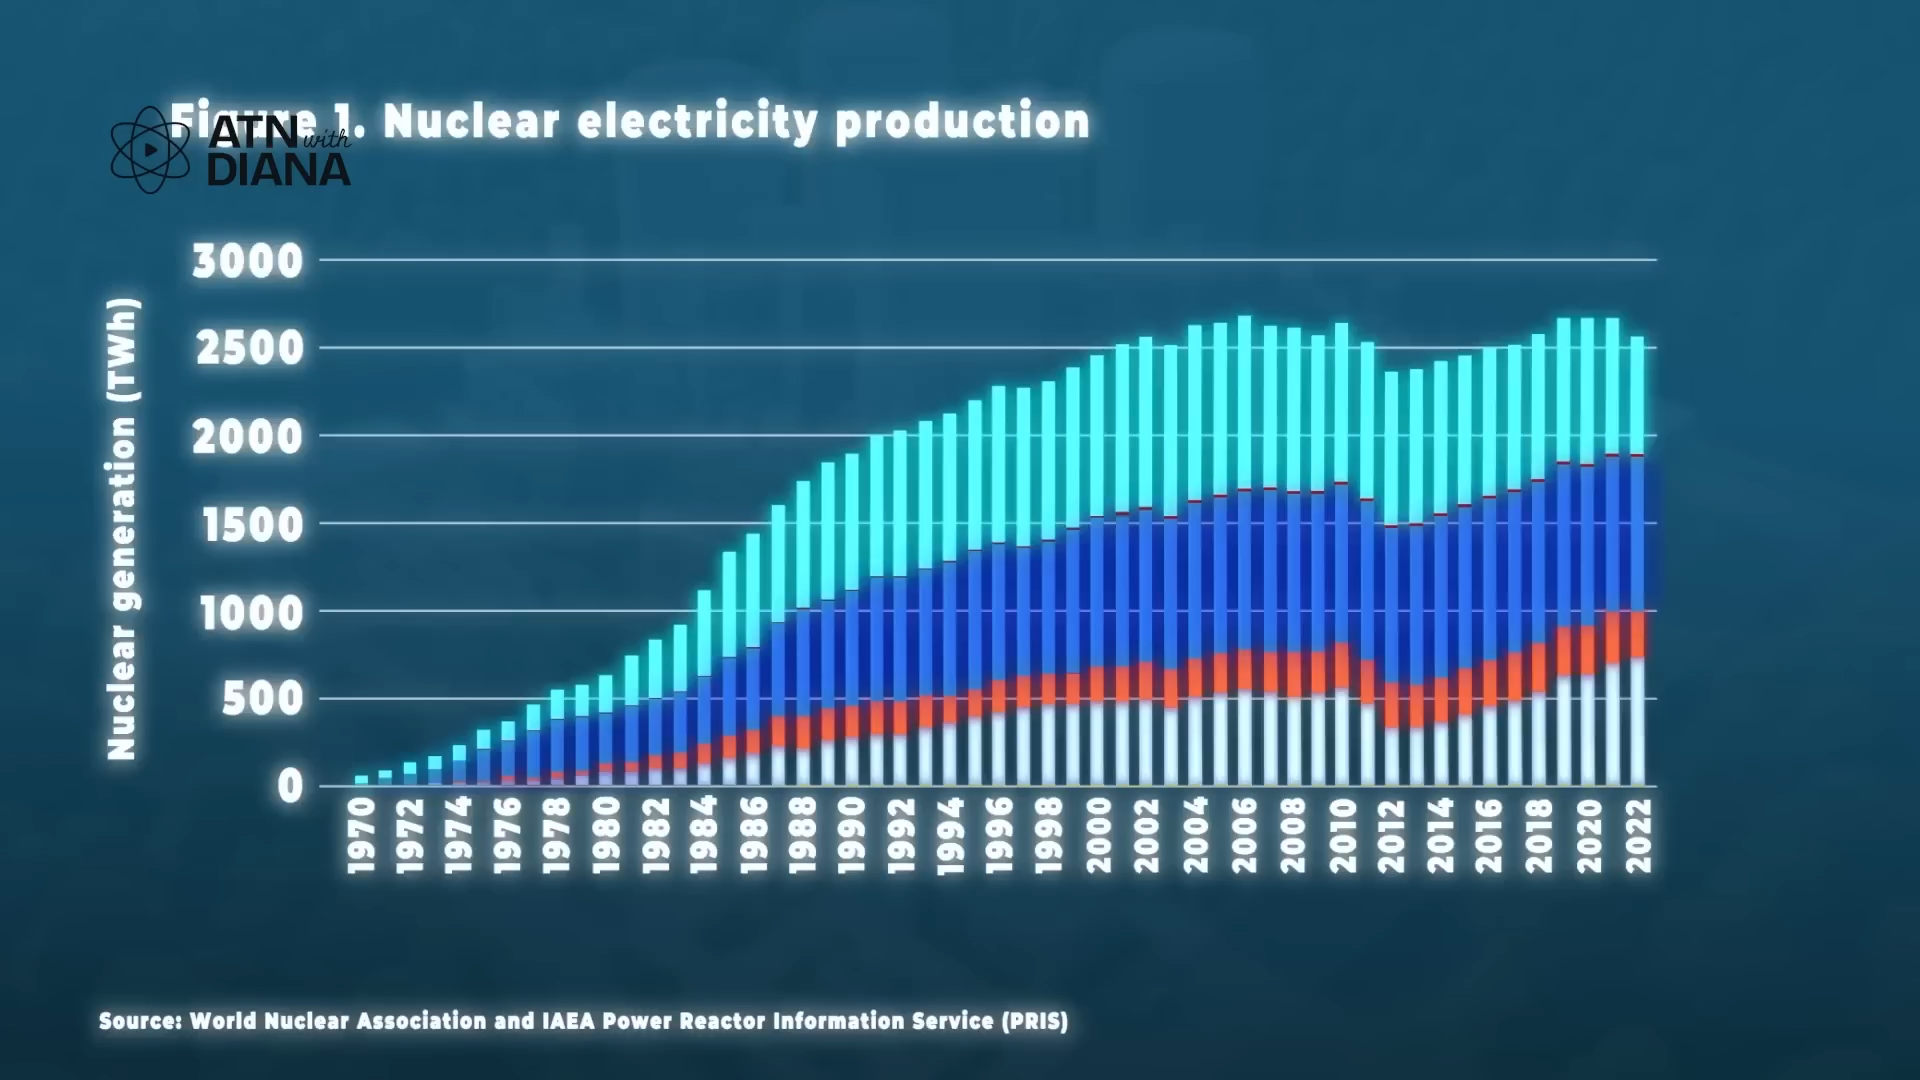 Figure 1. Nuclear electricity production
ATN with
DIANA
Nuclear generation (TWh)
3000
2500
2000
1500
1000
500
0
1970 1972 1974 1976 1978 1980 1982 1984 1986 1988 1990 1992 1994 1996 1998 2000 2002 2004 2006 2008 2010 2012 2014 2016 2018 2020 2022
Source: World Nuclear Association and IAEA Power Reactor Information Service (PRIS)